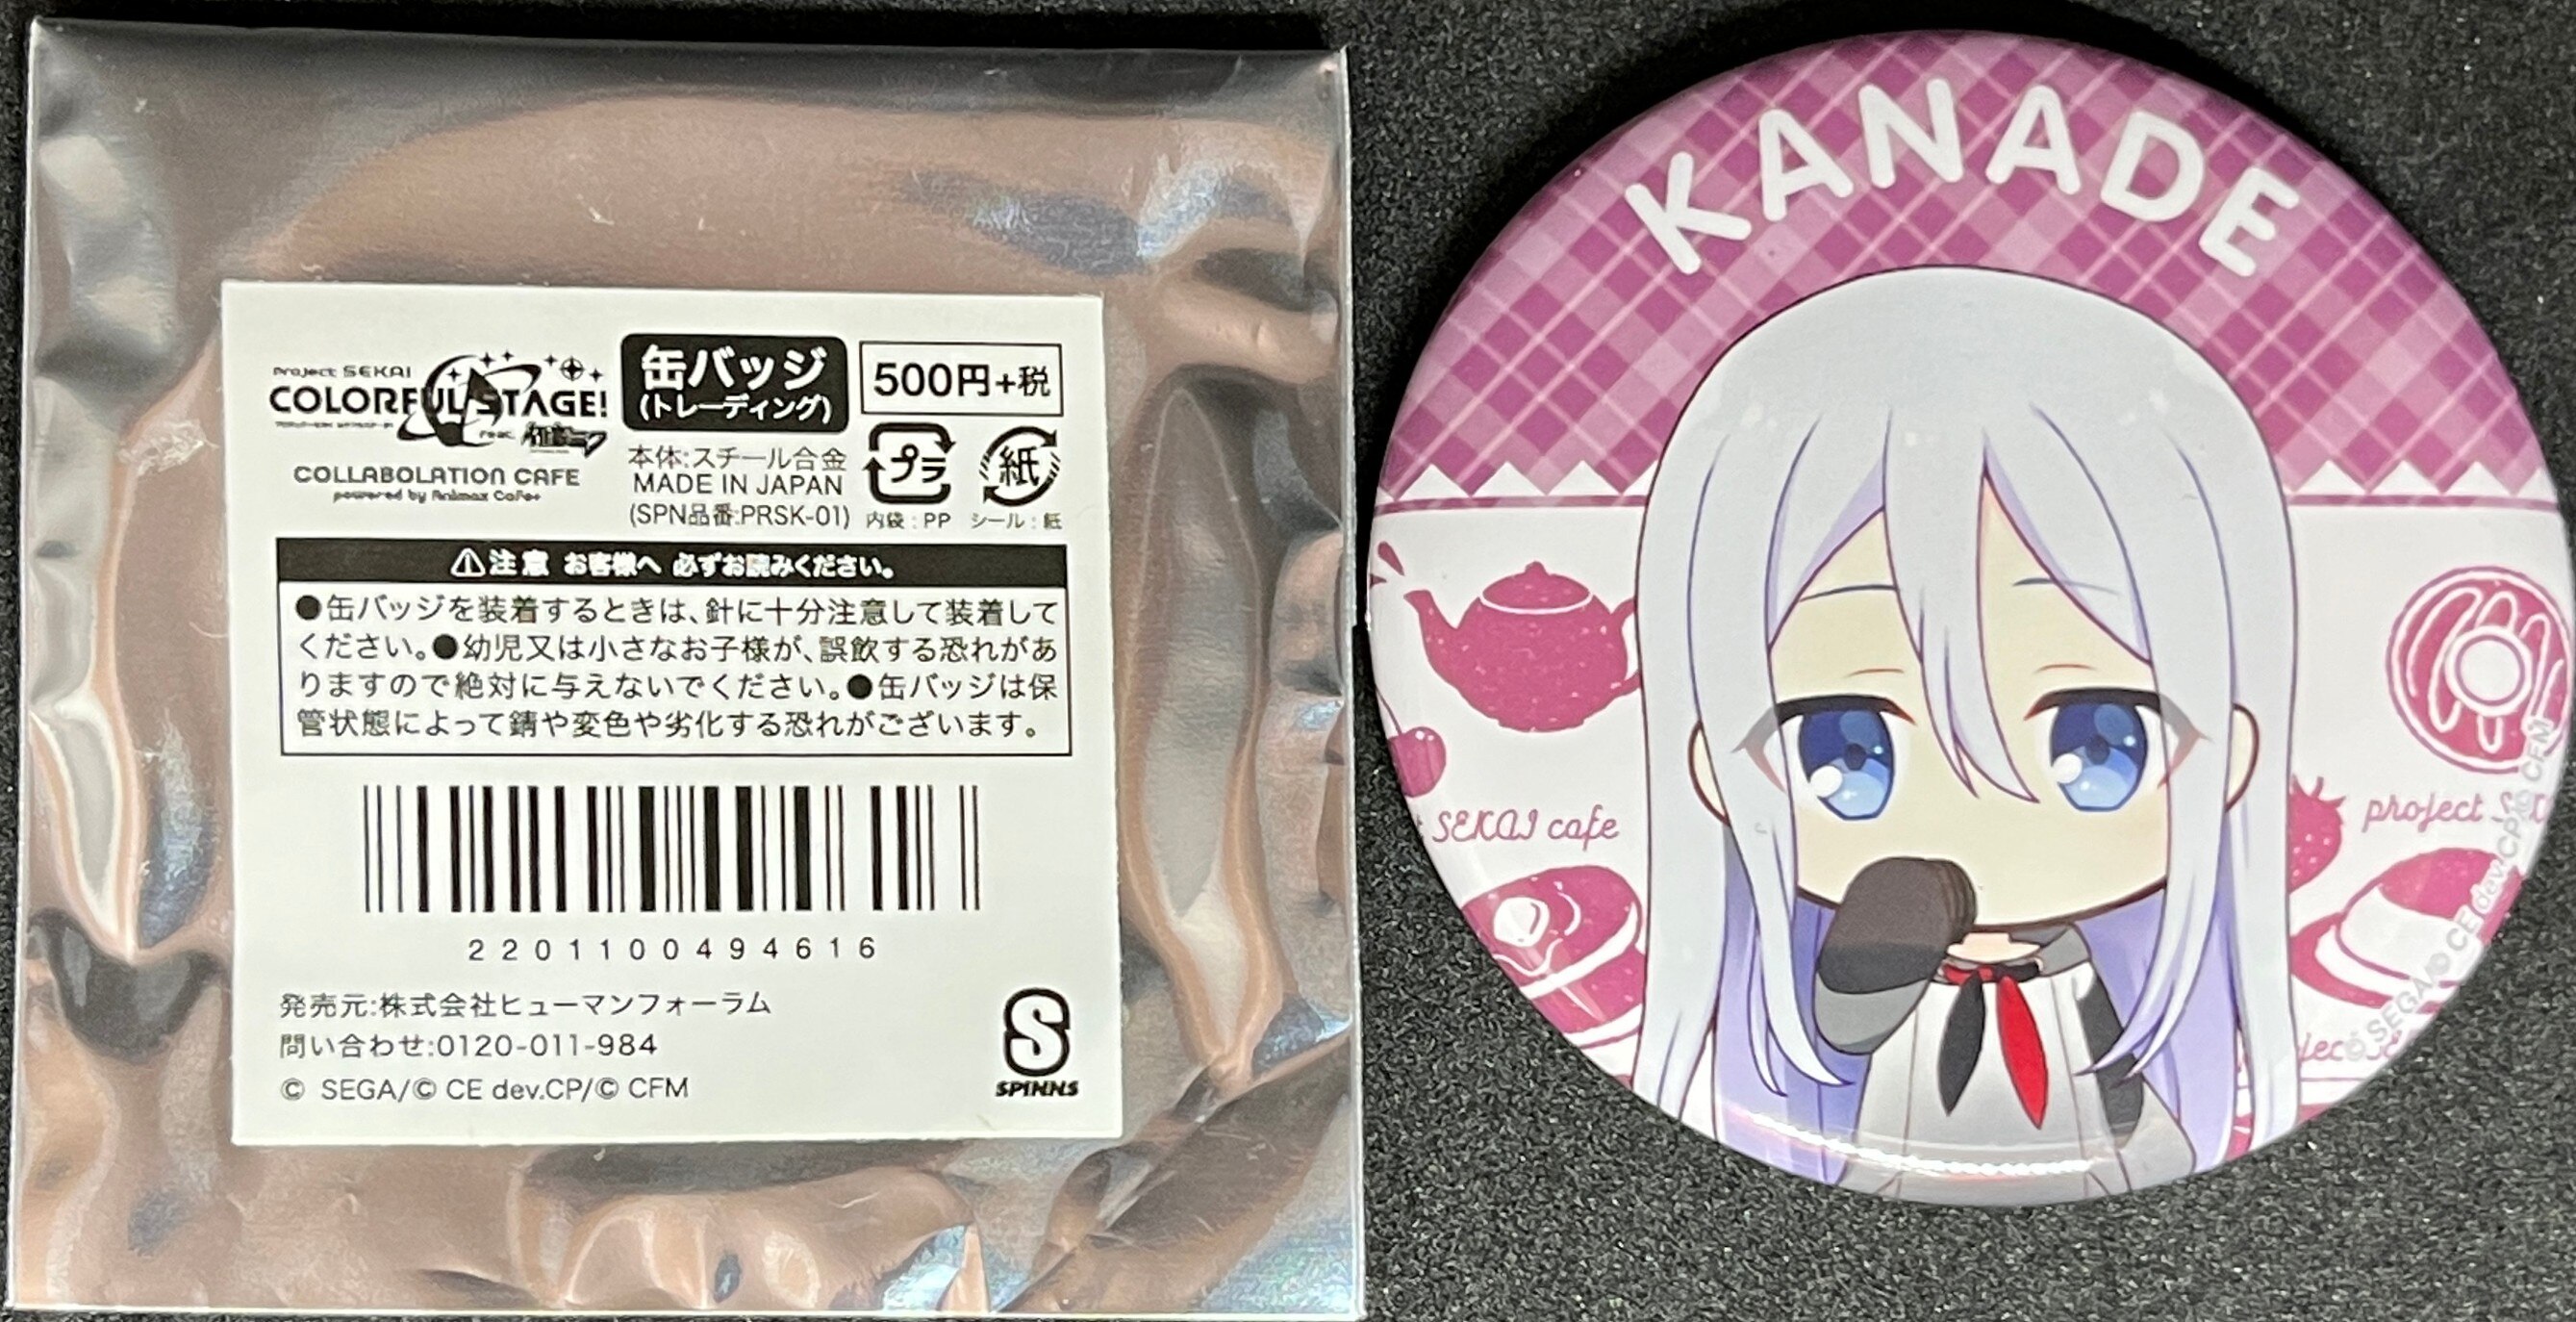 Project SEKAI
COLORFUL STAGE!
feat. 初音ミク
COLLABOLATION CAFE
powered by Animax Cafe+
缶バッジ
(トレーディング)
500円+税
本体:スチール合金
MADE IN JAPAN
(SPN品番:PRSK-01)
プラ
内袋:PP
紙
シール:紙
⚠注意 お客様へ 必ずお読みください。
●缶バッジを装着するときは、針に十分注意して装着して
ください。●幼児又は小さなお子様が、誤飲する恐れがあ
りますので絶対に与えないでください。●缶バッジは保
管状態によって錆や変色や劣化する恐れがございます。
2201100494616
発売元:株式会社ヒューマンフォーラム
問い合わせ:0120-011-984
© SEGA/© CE dev.CP/© CFM
S
SPINNS
KANADE
SEKAI cafe
project
© SEGA/© CE dev.CP/© CFM